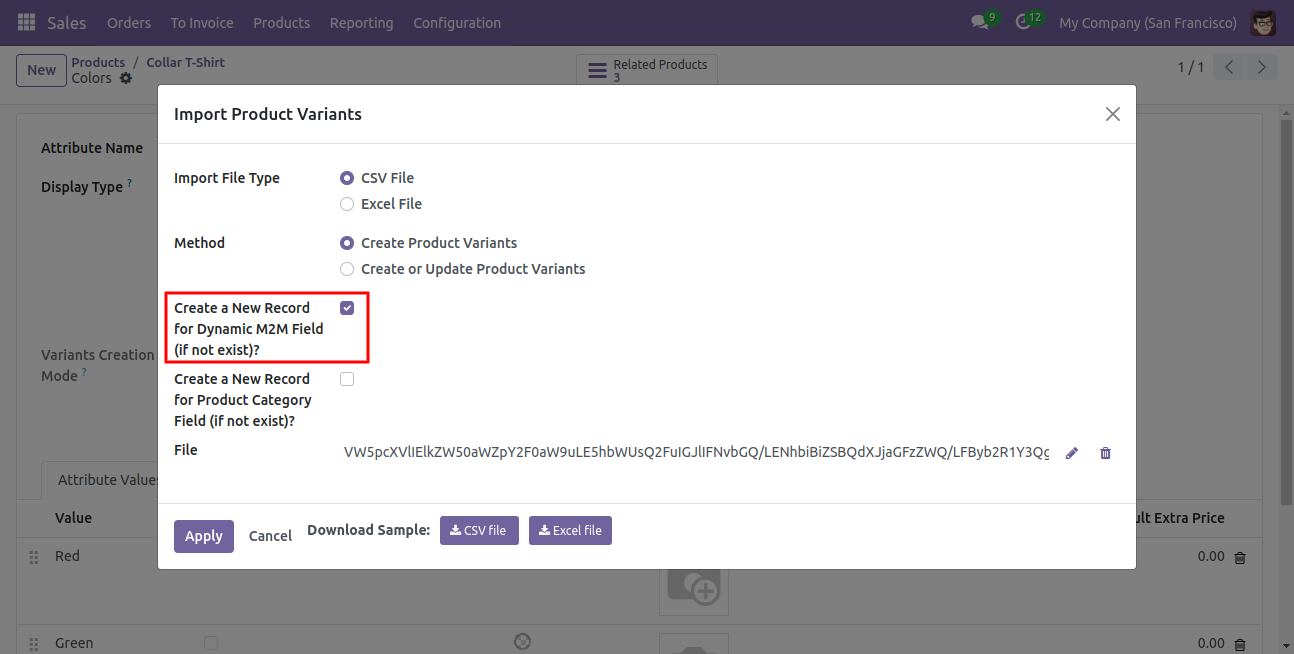 Sales Orders To Invoice Products Reporting Configuration 9 12 My Company (San Francisco)
New Products / Collar T-Shirt
Colors
Related Products
3
1 / 1
Import Product Variants
Attribute Name
Display Type ?
Import File Type CSV File
Excel File
Method Create Product Variants
Create or Update Product Variants
Create a New Record
for Dynamic M2M Field
(if not exist)?
Variants Creation
Mode ?
Create a New Record
for Product Category
Field (if not exist)?
File VW5pcXVlIElkZW50aWZpY2F0aW9uLE5hbWUsQ2FuIGJlIFNvbGQ/LENhbiBiZSBQdXJjaGFzZWQ/LFByb2R1Y3Qg
Attribute Values
Apply Cancel Download Sample: CSV file Excel file
Value ult Extra Price
Red 0.00
Green 0.00